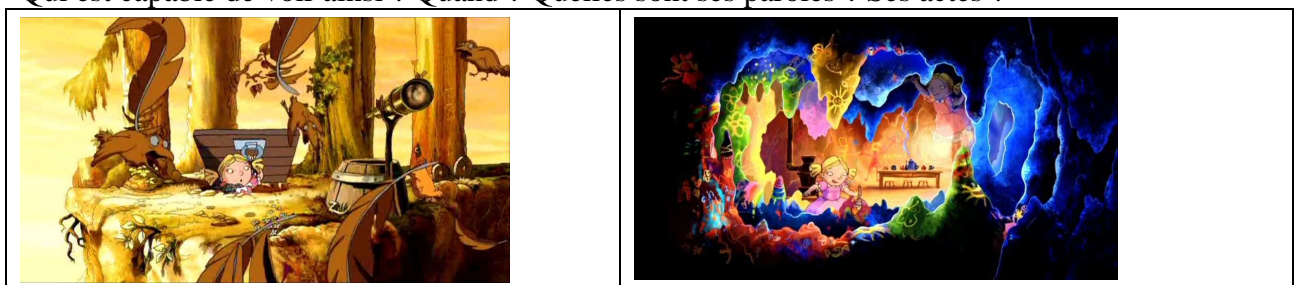 Qui est capable de voir ainsi ? Quand ? Quelles sont ses paroles ? Ses actes ?